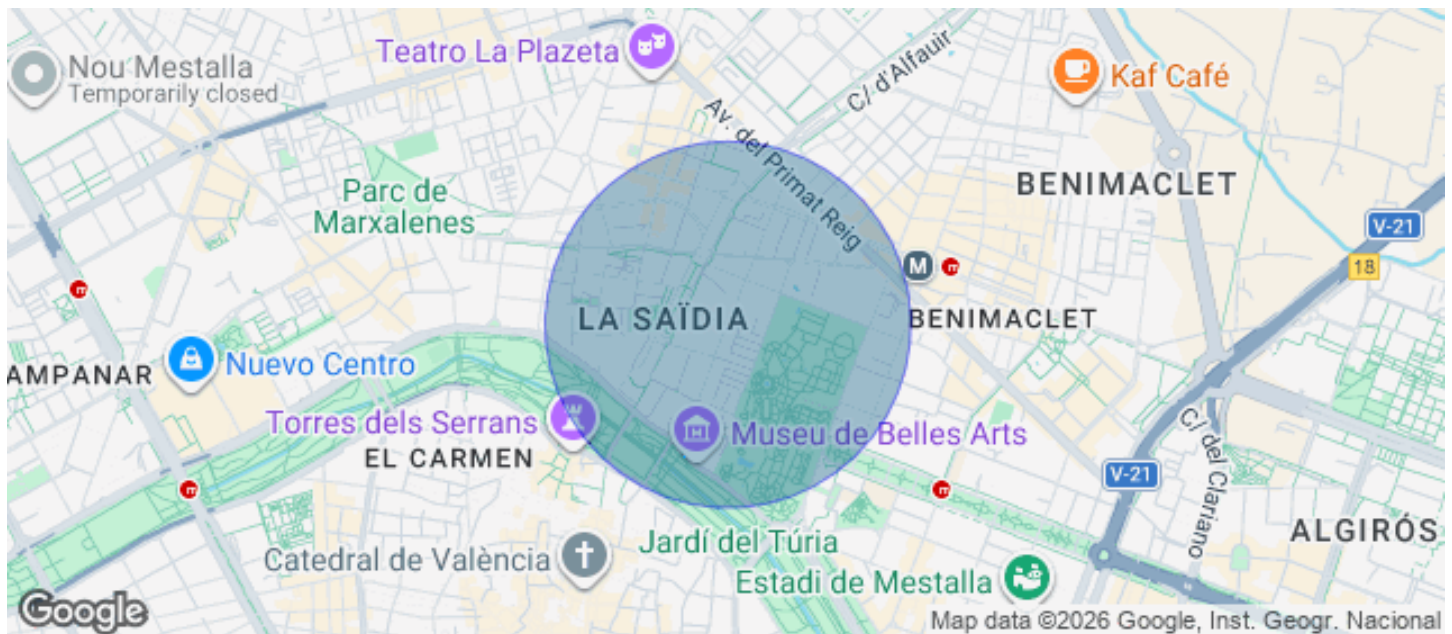 Teatro La Plazeta
Nou Mestalla
Temporarily closed
C/ d'Alfauir
Kaf Café
Av. del Primat Reig
Parc de
Marxalenes
BENIMACLET
V-21
M
18
LA SAÏDIA
BENIMACLET
Nuevo Centro
AMPANAR
Torres dels Serrans
Museu de Belles Arts
EL CARMEN
C/ del Clariano
V-21
ALGIRÓS
Jardí del Túria
Catedral de València
Estadi de Mestalla
Google
Map data ©2026 Google, Inst. Geogr. Nacional